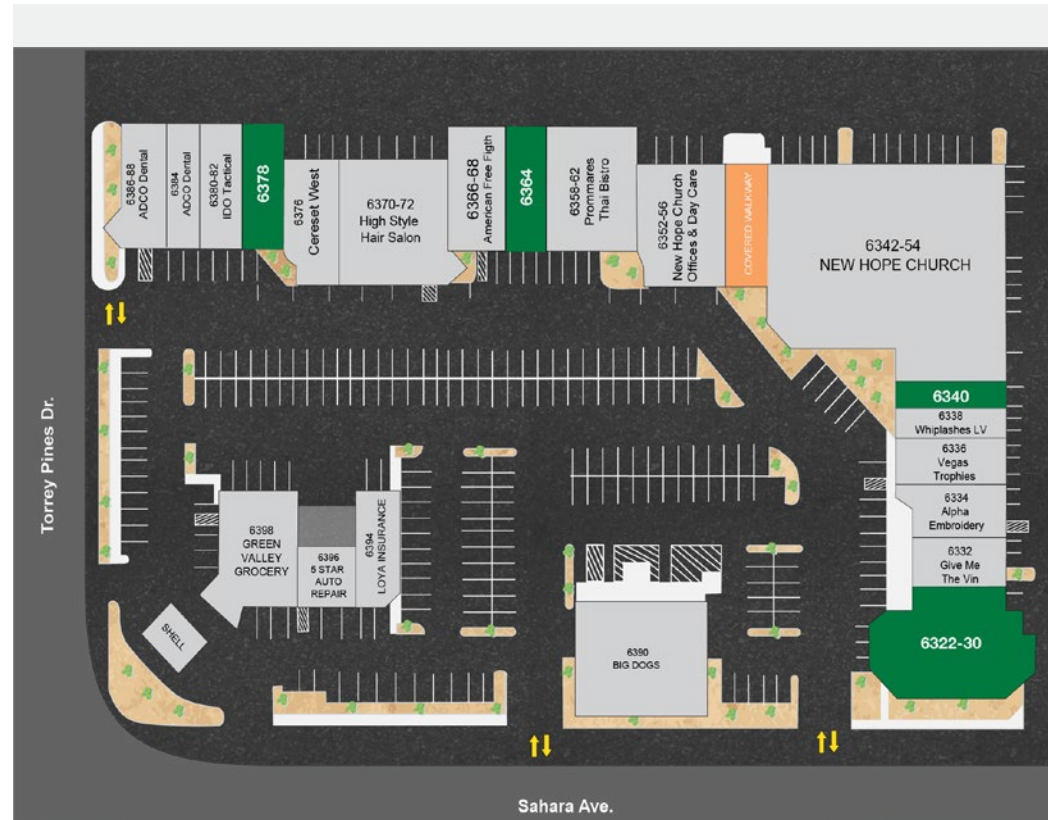 6386-88
ADCO Dental
6384
ADCO Dental
6380-82
IDO Tactical
6378
6376
Cereset West
6370-72
High Style
Hair Salon
6366-68
American Free Figth
6364
6358-62
Prommares
Thai Bistro
6352-56
New Hope Church
Offices & Day Care
COVERED WALKWAY
6342-54
NEW HOPE CHURCH
6340
6338
Whiplashes LV
6336
Vegas
Trophies
6334
Alpha
Embroidery
6332
Give Me
The Vin
6322-30
Torrey Pines Dr.
6398
GREEN
VALLEY
GROCERY
6396
5 STAR
AUTO
REPAIR
6394
LOYA INSURANCE
SHELL
6390
BIG DOGS
Sahara Ave.